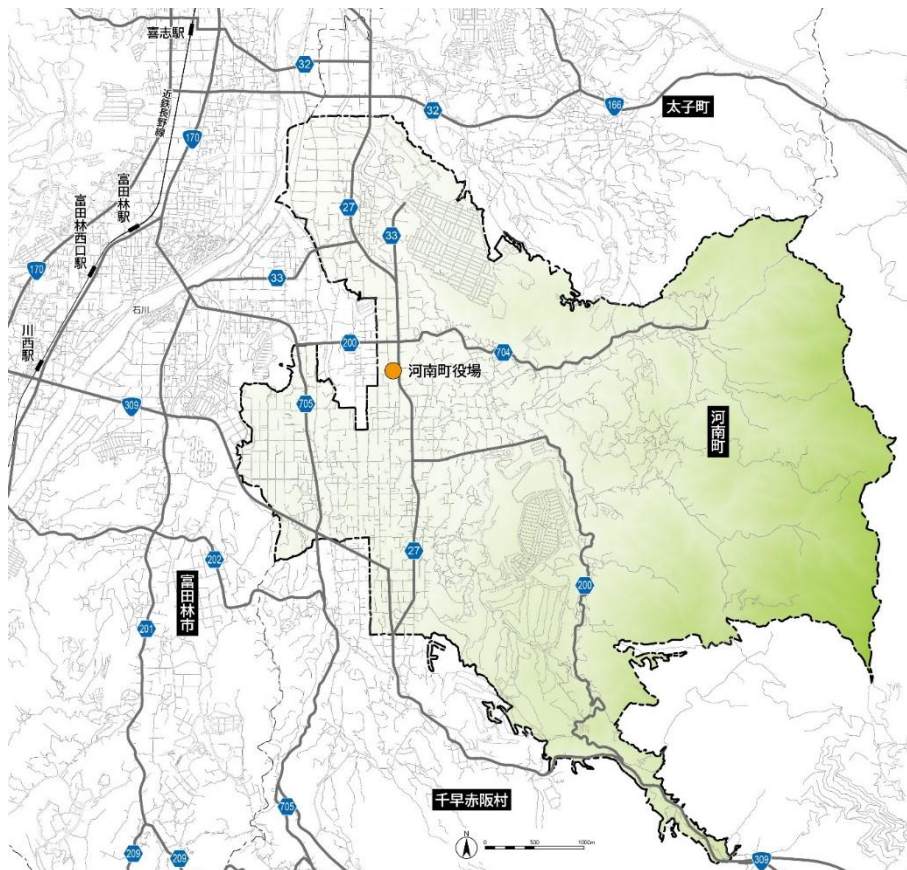 喜志駅
32
近鉄長野線
166
太子町
32
170
富田林駅
富田林西口駅
27
33
170
33
石川
200
704
川西駅
河南町役場
309
705
河南町
27
202
富田林市
200
201
千早赤阪村
705
209
209
N
0
500
1000m
309